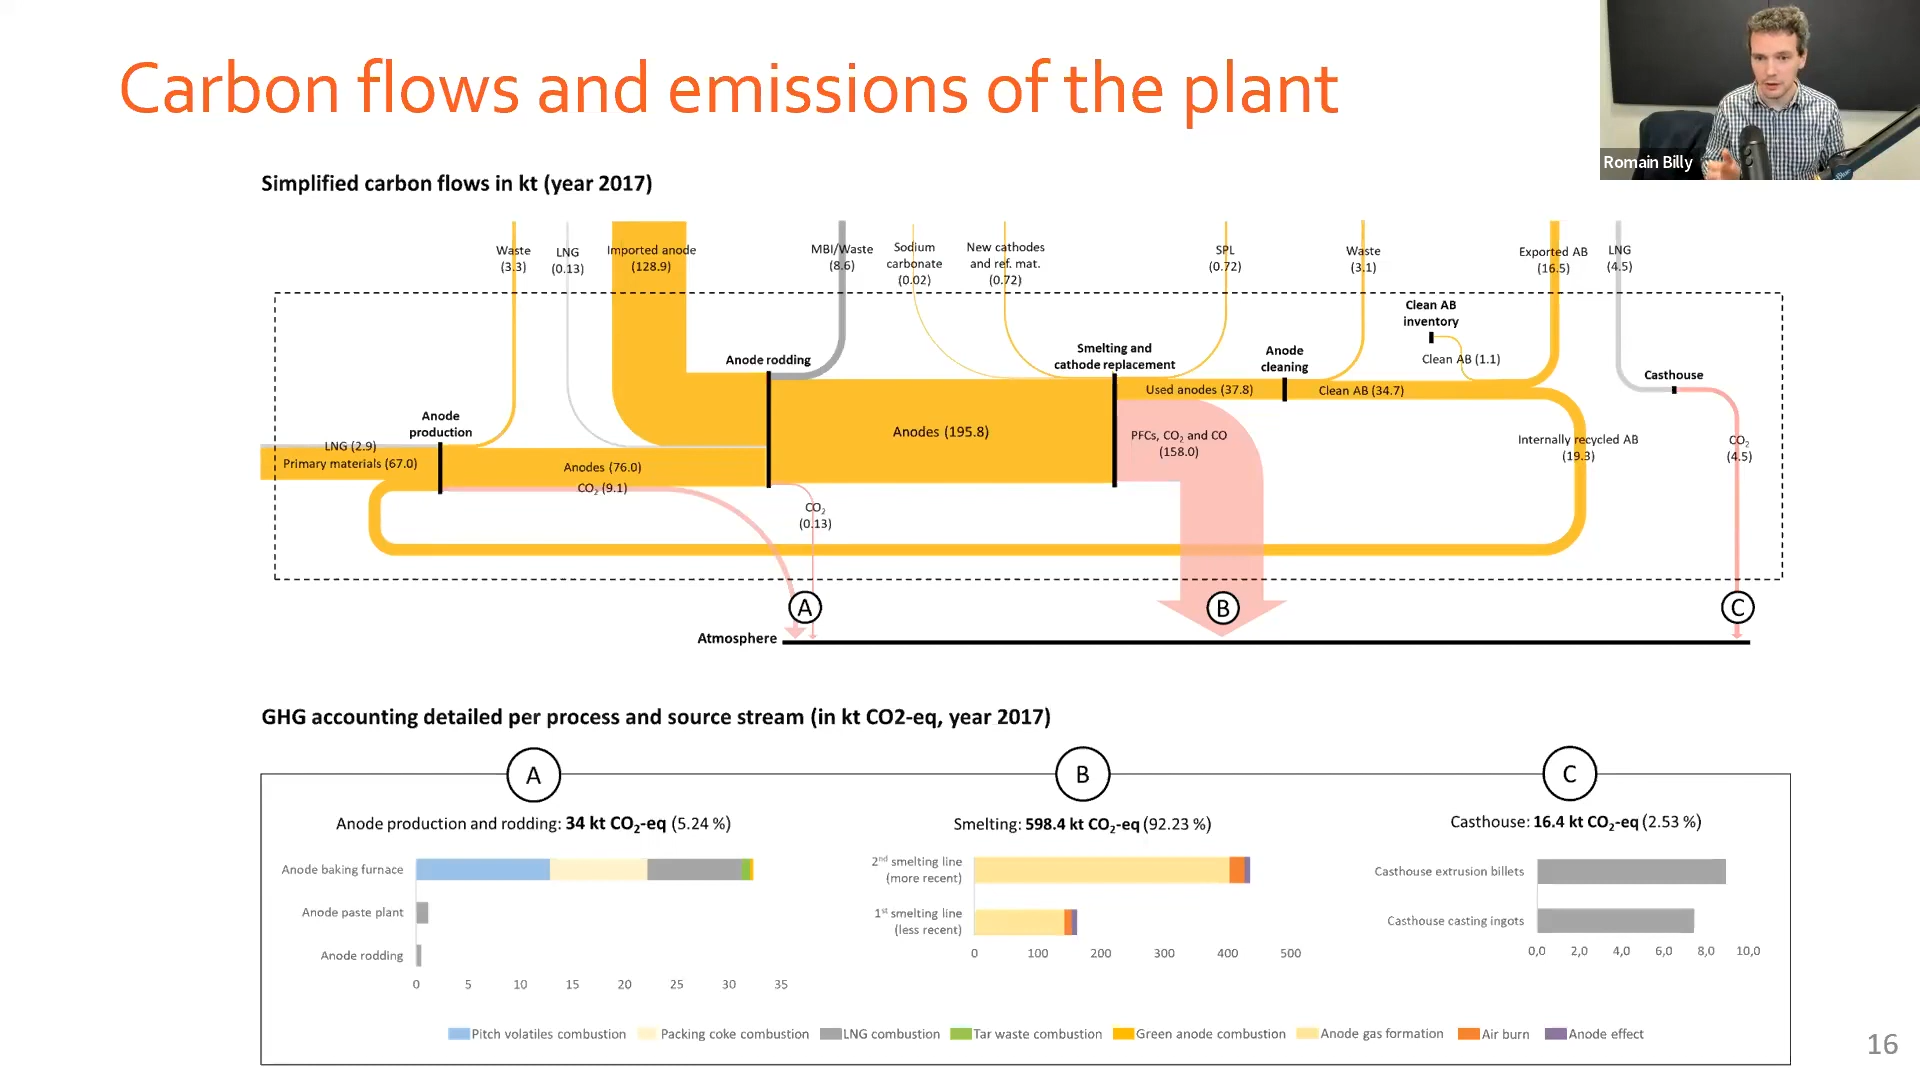 Carbon flows and emissions of the plant
Romain Billy
Simplified carbon flows in kt (year 2017)
Waste
(3.3)
LNG
(0.13)
Imported anode
(128.9)
MBI/Waste
(8.6)
Sodium
carbonate
(0.02)
New cathodes
and ref. mat.
(0.72)
SPL
(0.72)
Waste
(3.1)
Exported AB
(16.5)
LNG
(4.5)
Clean AB
inventory
Clean AB (1.1)
Anode rodding
Smelting and
cathode replacement
Anode
cleaning
Casthouse
Used anodes (37.8)
Clean AB (34.7)
Anode
production
LNG (2.9)
Primary materials (67.0)
Anodes (76.0)
CO₂ (9.1)
Anodes (195.8)
PFCs, CO₂ and CO
(158.0)
Internally recycled AB
(19.3)
CO₂
(4.5)
CO₂
(0.13)
A
B
C
Atmosphere
GHG accounting detailed per process and source stream (in kt CO2-eq, year 2017)
A
B
C
Anode production and rodding: 34 kt CO₂-eq (5.24 %)
Smelting: 598.4 kt CO₂-eq (92.23 %)
Casthouse: 16.4 kt CO₂-eq (2.53 %)
Anode baking furnace
Anode paste plant
Anode rodding
0 5 10 15 20 25 30 35
2nd smelting line
(more recent)
1st smelting line
(less recent)
0 100 200 300 400 500
Casthouse extrusion billets
Casthouse casting ingots
0,0 2,0 4,0 6,0 8,0 10,0
Pitch volatiles combustion Packing coke combustion LNG combustion Tar waste combustion Green anode combustion Anode gas formation Air burn Anode effect
16